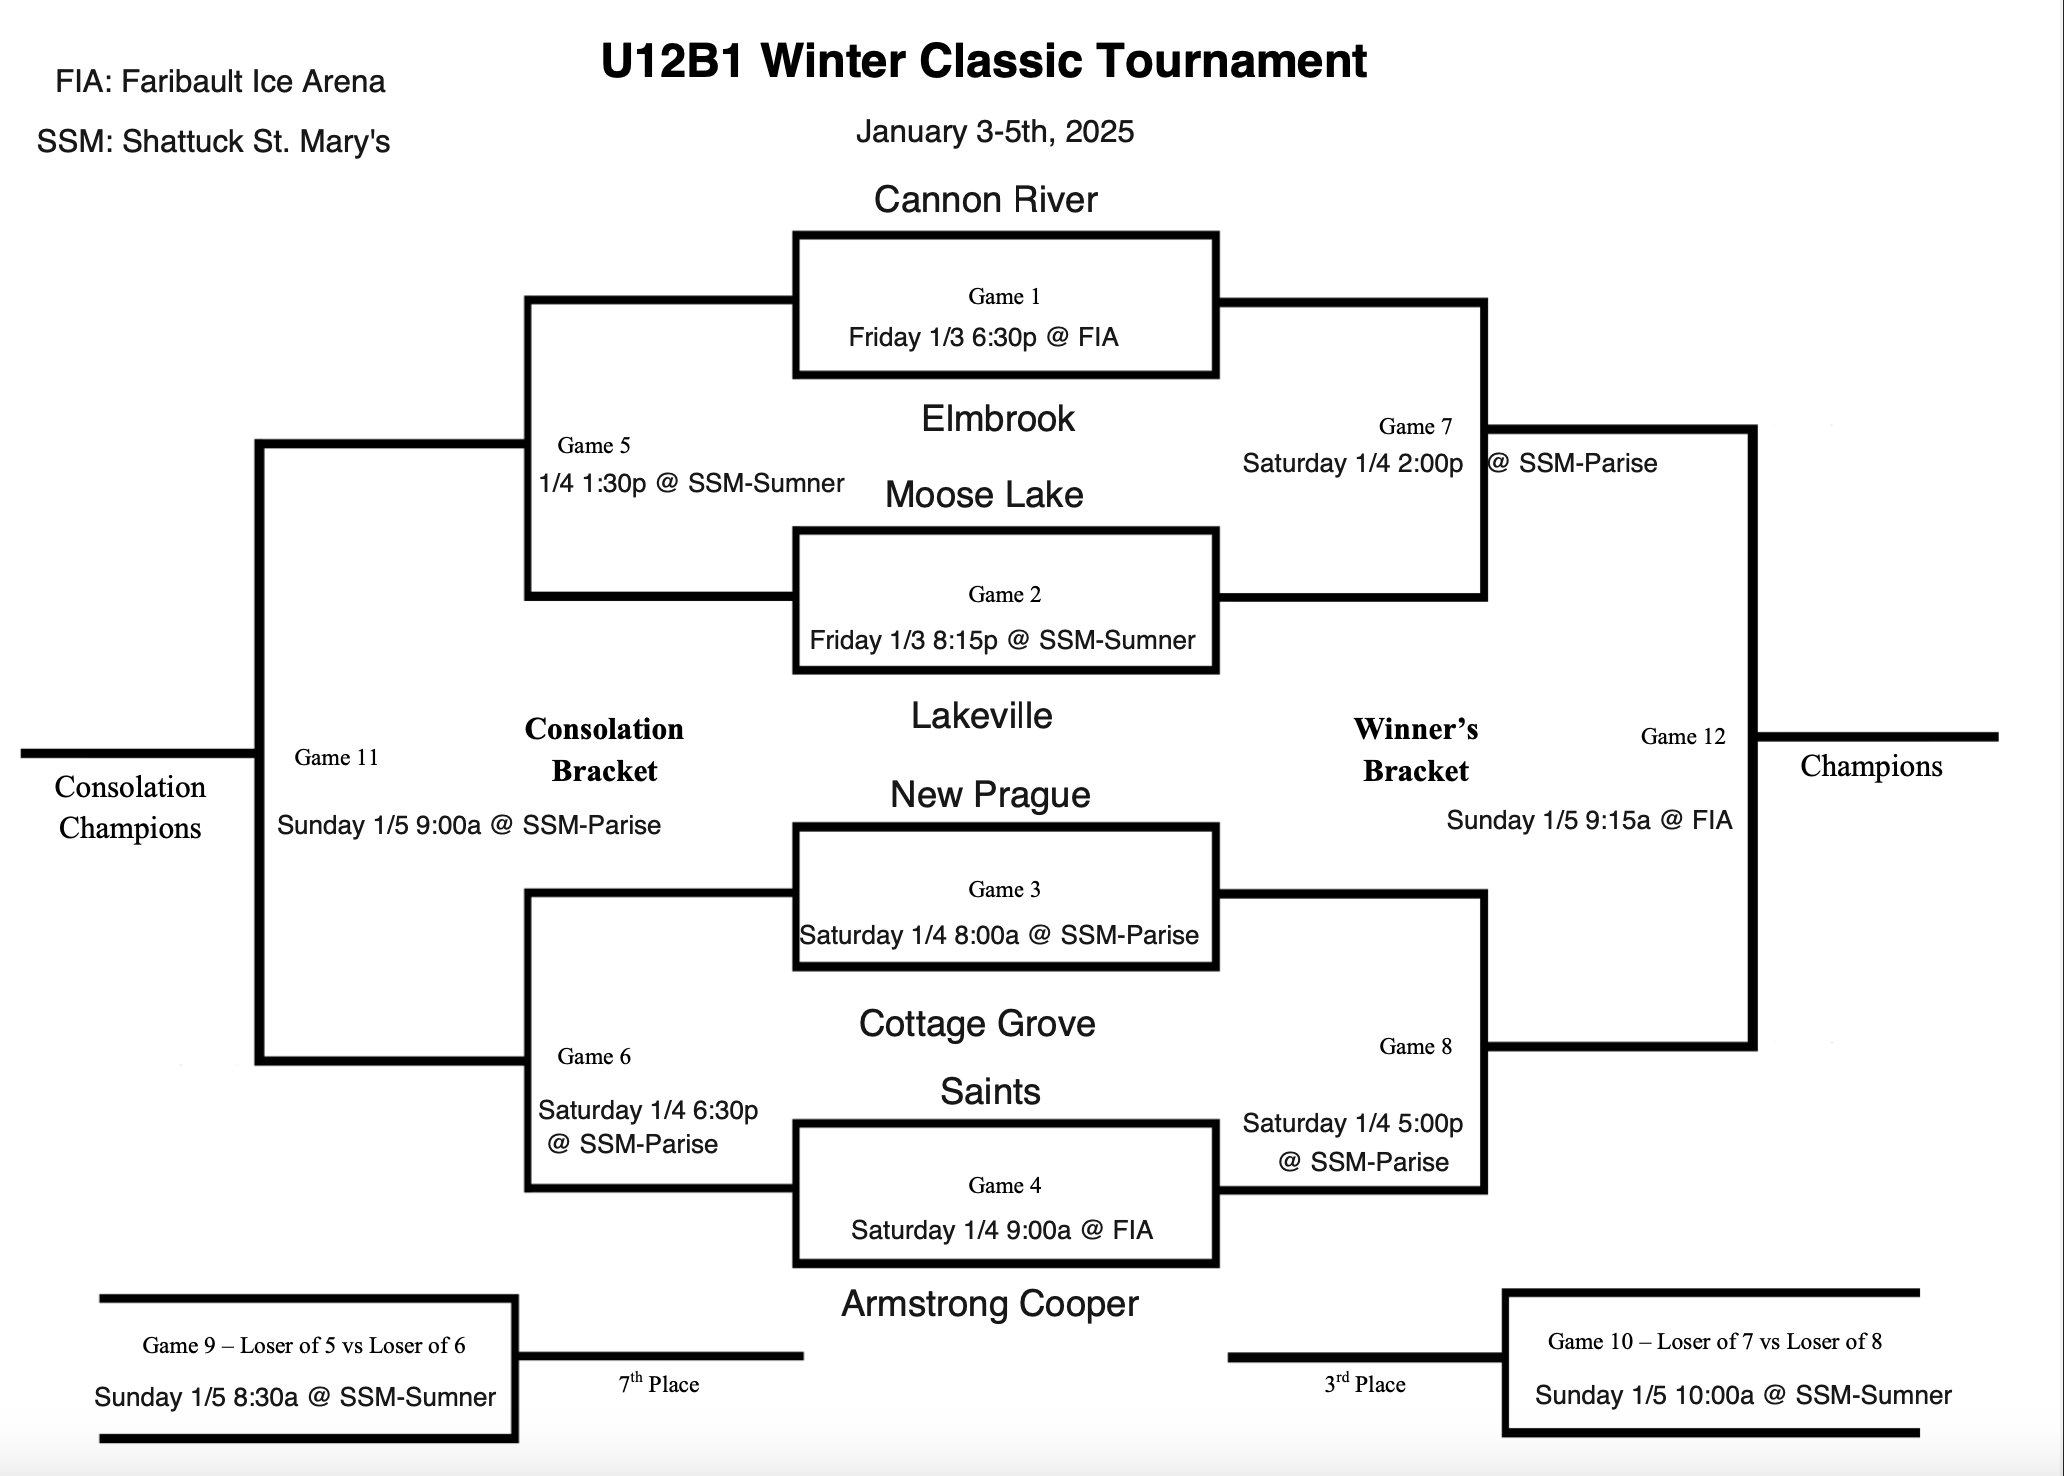 U12B1 Winter Classic Tournament
FIA: Faribault Ice Arena
January 3-5th, 2025
SSM: Shattuck St. Mary's
Cannon River
Game 1
Friday 1/3 6:30p @ FIA
Elmbrook
Game 5
1/4 1:30p @ SSM-Sumner
Game 7
Saturday 1/4 2:00p @ SSM-Parise
Moose Lake
Game 2
Friday 1/3 8:15p @ SSM-Sumner
Lakeville
Consolation
Bracket
Winner’s
Bracket
Game 11
Sunday 1/5 9:00a @ SSM-Parise
Consolation
Champions
Game 12
Sunday 1/5 9:15a @ FIA
Champions
New Prague
Game 3
Saturday 1/4 8:00a @ SSM-Parise
Cottage Grove
Game 6
Saturday 1/4 6:30p
@ SSM-Parise
Game 8
Saturday 1/4 5:00p
@ SSM-Parise
Saints
Game 4
Saturday 1/4 9:00a @ FIA
Armstrong Cooper
Game 9 – Loser of 5 vs Loser of 6
Sunday 1/5 8:30a @ SSM-Sumner
7th Place
3rd Place
Game 10 – Loser of 7 vs Loser of 8
Sunday 1/5 10:00a @ SSM-Sumner